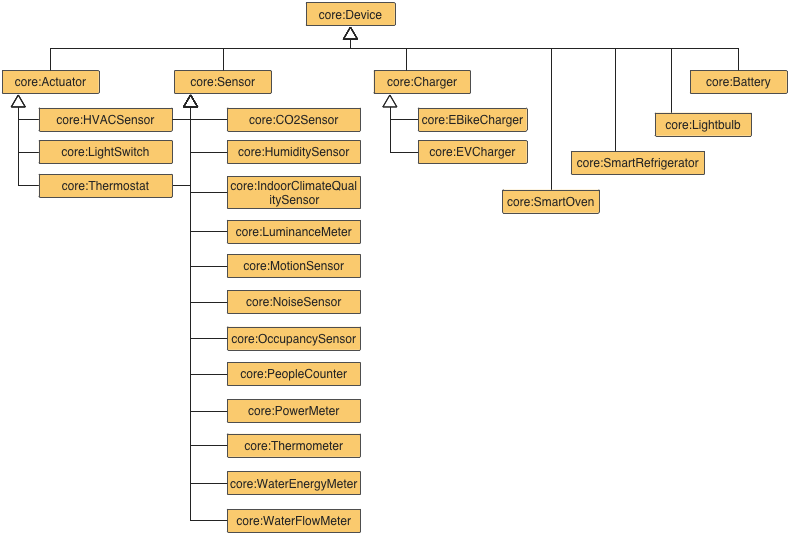 core:Device
core:Actuator
core:Sensor
core:Charger
core:Battery
core:HVACSensor
core:CO2Sensor
core:EBikeCharger
core:Lightbulb
core:LightSwitch
core:HumiditySensor
core:EVCharger
core:SmartRefrigerator
core:Thermostat
core:IndoorClimateQual
itySensor
core:SmartOven
core:LuminanceMeter
core:MotionSensor
core:NoiseSensor
core:OccupancySensor
core:PeopleCounter
core:PowerMeter
core:Thermometer
core:WaterEnergyMeter
core:WaterFlowMeter